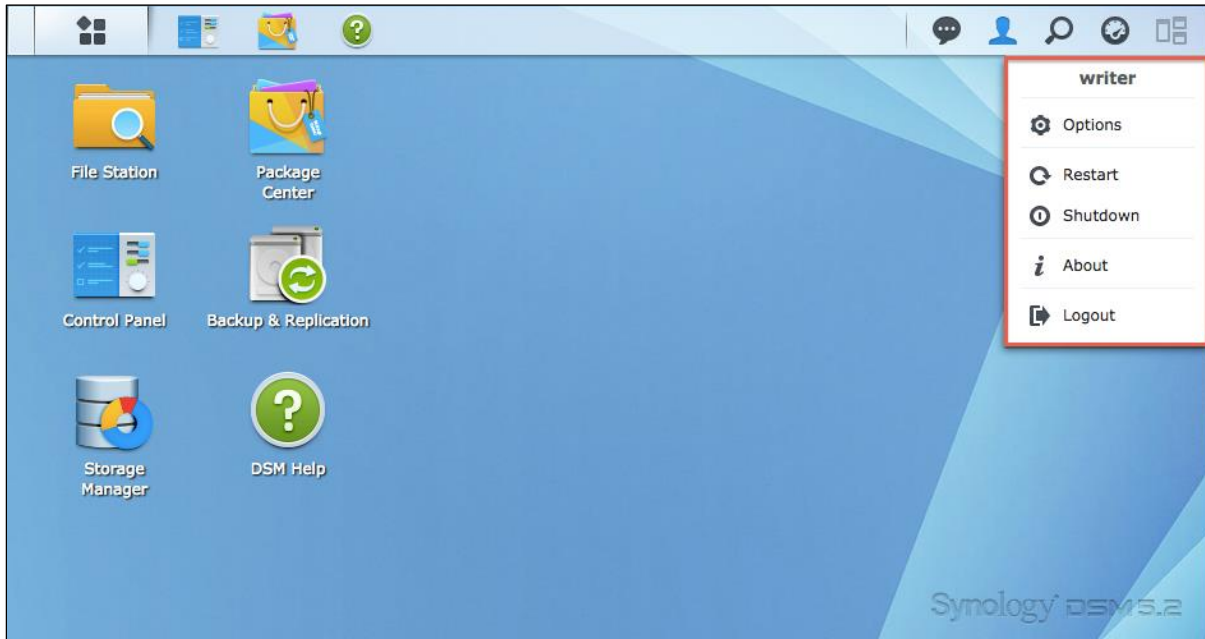 writer
Options
Restart
Shutdown
About
Logout
File Station
Package
Center
Control Panel
Backup & Replication
Storage
Manager
DSM Help
Synology DSM 5.2